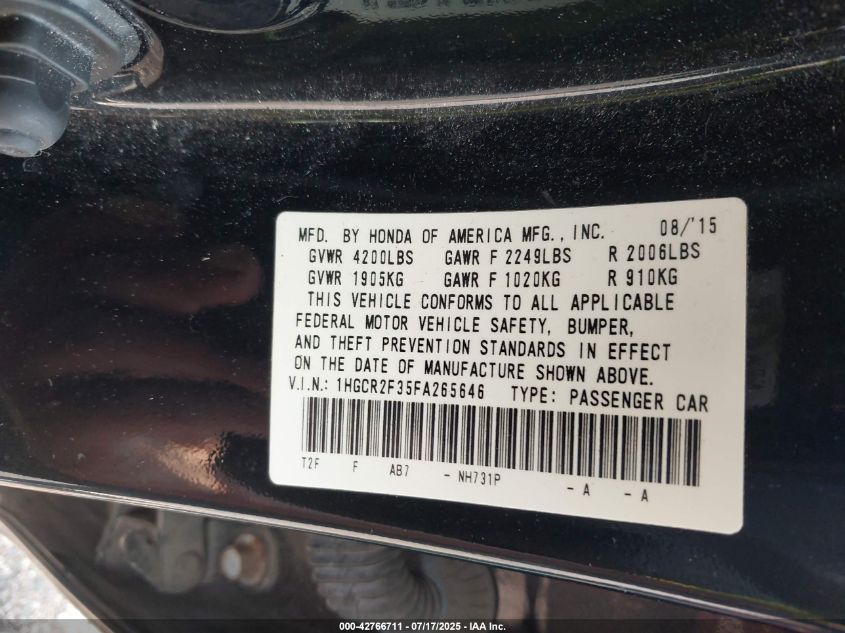 MFD. BY HONDA OF AMERICA MFG., INC. 08/'15
GVWR 4200LBS GAWR F 2249LBS R 2006LBS
GVWR 1905KG GAWR F 1020KG R 910KG
THIS VEHICLE CONFORMS TO ALL APPLICABLE
FEDERAL MOTOR VEHICLE SAFETY, BUMPER,
AND THEFT PREVENTION STANDARDS IN EFFECT
ON THE DATE OF MANUFACTURE SHOWN ABOVE.
V.I.N.: 1HGCR2F35FA265646 TYPE: PASSENGER CAR
T2F F AB7 - NH731P - A - A
000-42766711 - 07/17/2025 - IAA Inc.